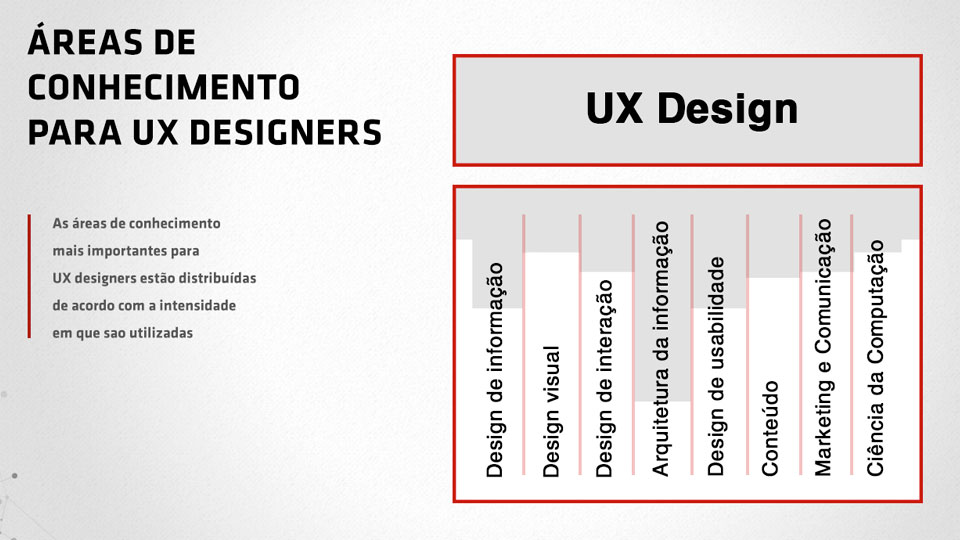 ÁREAS DE
CONHECIMENTO
PARA UX DESIGNERS
As áreas de conhecimento
mais importantes para
UX designers estão distribuídas
de acordo com a intensidade
em que sao utilizadas
UX Design
Design de informação
Design visual
Design de interação
Arquitetura da informação
Design de usabilidade
Conteúdo
Marketing e Comunicação
Ciência da Computação